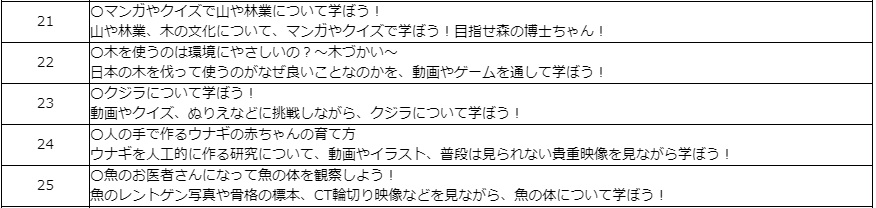 21
〇マンガやクイズで山や林業について学ぼう！
山や林業、木の文化について、マンガやクイズで学ぼう！目指せ森の博士ちゃん！
22
〇木を使うのは環境にやさしいの？～木づかい～
日本の木を伐って使うのがなぜ良いことなのかを、動画やゲームを通して学ぼう！
23
〇クジラについて学ぼう！
動画やクイズ、ぬりえなどに挑戦しながら、クジラについて学ぼう！
24
〇人の手で作るウナギの赤ちゃんの育て方
ウナギを人工的に作る研究について、動画やイラスト、普段は見られない貴重映像を見ながら学ぼう！
25
〇魚のお医者さんになって魚の体を観察しよう！
魚のレントゲン写真や骨格の標本、CT輪切り映像などを見ながら、魚の体について学ぼう！